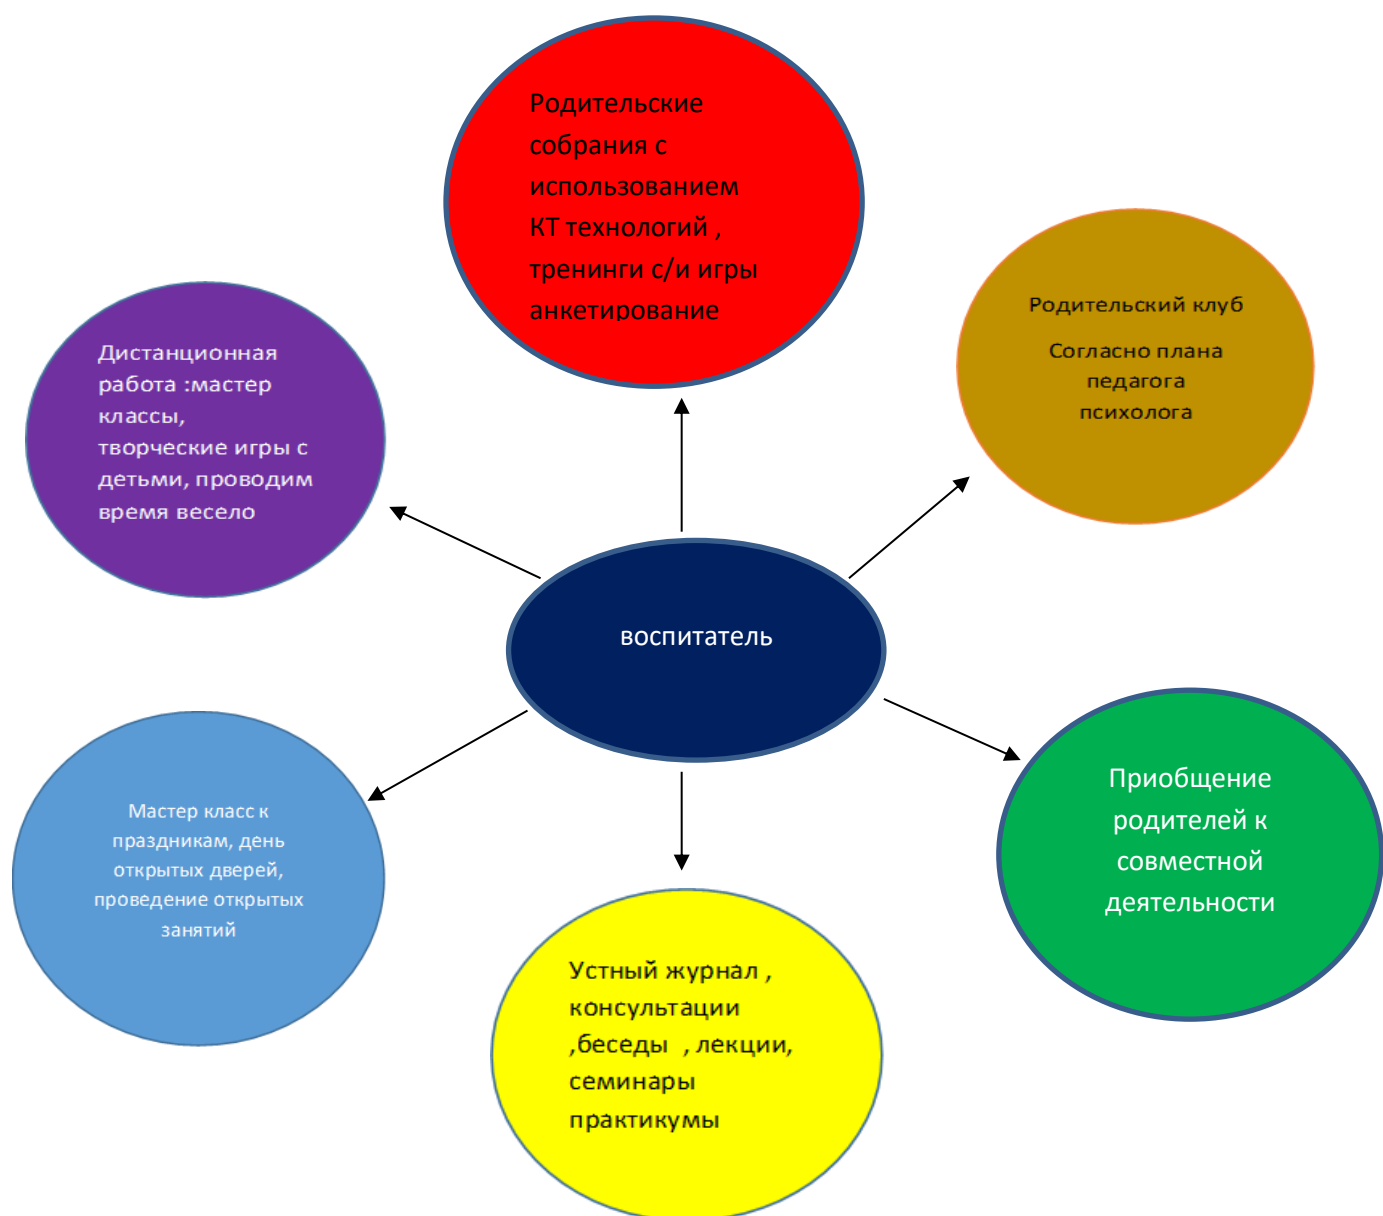 Родительские
собрания с
использованием
КТ технологий ,
тренинги с/и игры
анкетирование
Родительский клуб
Согласно плана
педагога
психолога
Дистанционная
работа :мастер
классы,
творческие игры с
детьми, проводим
время весело
воспитатель
Приобщение
родителей к
совместной
деятельности
Мастер класс к
праздникам, день
открытых дверей,
проведение открытых
занятий
Устный журнал ,
консультации
,беседы , лекции,
семинары
практикумы